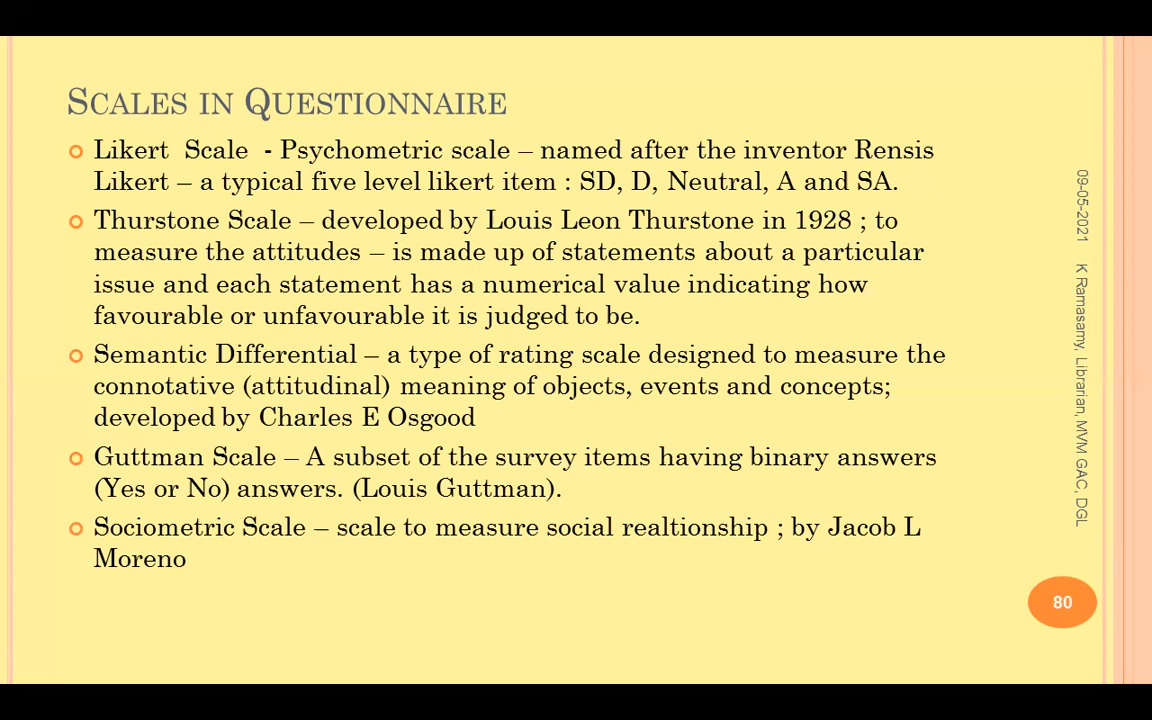 SCALES IN QUESTIONNAIRE
Likert Scale - Psychometric scale – named after the inventor Rensis
Likert – a typical five level likert item : SD, D, Neutral, A and SA.
Thurstone Scale – developed by Louis Leon Thurstone in 1928 ; to
measure the attitudes – is made up of statements about a particular
issue and each statement has a numerical value indicating how
favourable or unfavourable it is judged to be.
Semantic Differential – a type of rating scale designed to measure the
connotative (attitudinal) meaning of objects, events and concepts;
developed by Charles E Osgood
Guttman Scale – A subset of the survey items having binary answers
(Yes or No) answers. (Louis Guttman).
Sociometric Scale – scale to measure social realtionship ; by Jacob L
Moreno
09-05-2021 K Ramasamy, Librarian, MVM GAC, DGL
80